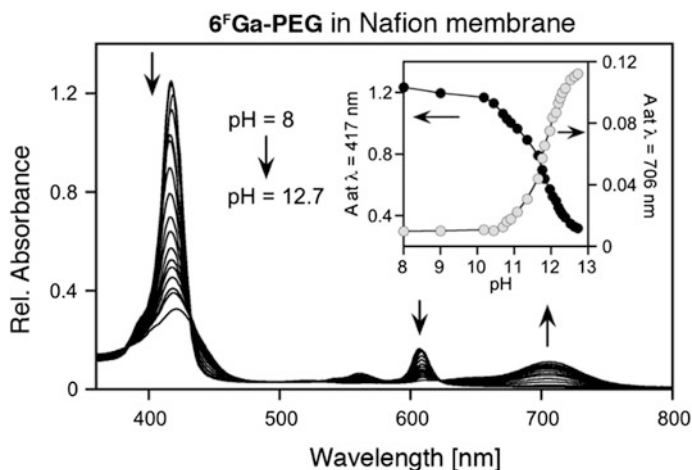 6ᶠGa-PEG in Nafion membrane
Rel. Absorbance
1.2
0.8
0.4
0
400
500
600
700
800
Wavelength [nm]
pH = 8
pH = 12.7
A at λ = 417 nm
1.2
0.8
0.4
8
9
10
11
12
13
pH
0.12
0.08
0.04
0
A at λ = 706 nm